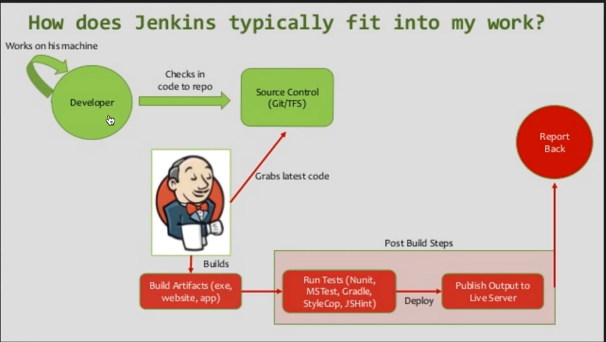 How does Jenkins typically fit into my work?
Works on his machine
Developer
Checks in
code to repo
Source Control
(Git/TFS)
Report
Back
Grabs latest code
Post Build Steps
Builds
Build Artifacts (exe,
website, app)
Run Tests (Nunit,
MSTest, Gradle,
StyleCop, JSHint)
Deploy
Publish Output to
Live Server